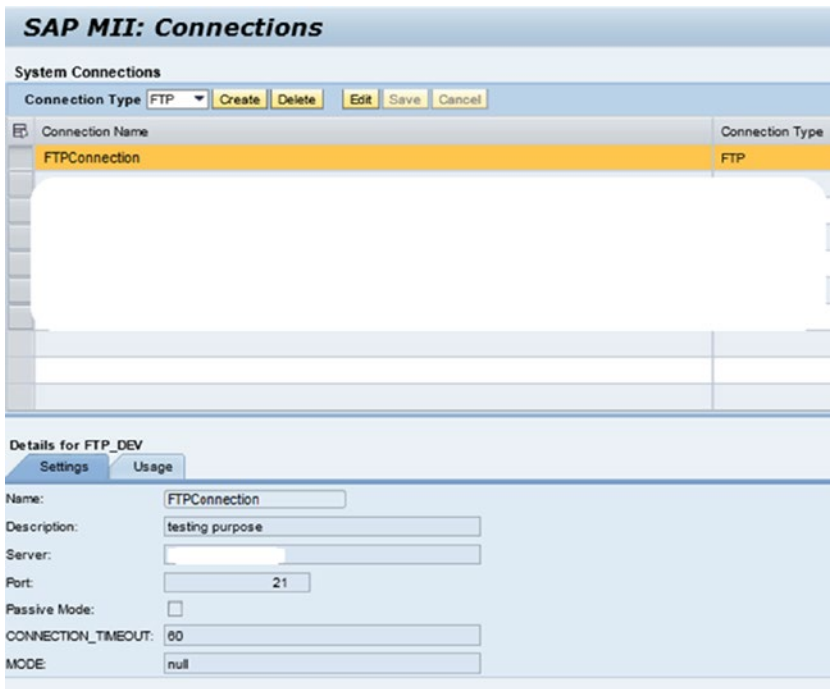 SAP MII: Connections
System Connections
Connection Type FTP Create Delete Edit Save Cancel
Connection Name Connection Type
FTPConnection FTP
Details for FTP_DEV
Settings Usage
Name: FTPConnection
Description: testing purpose
Server:
Port: 21
Passive Mode:
CONNECTION_TIMEOUT: 60
MODE: null